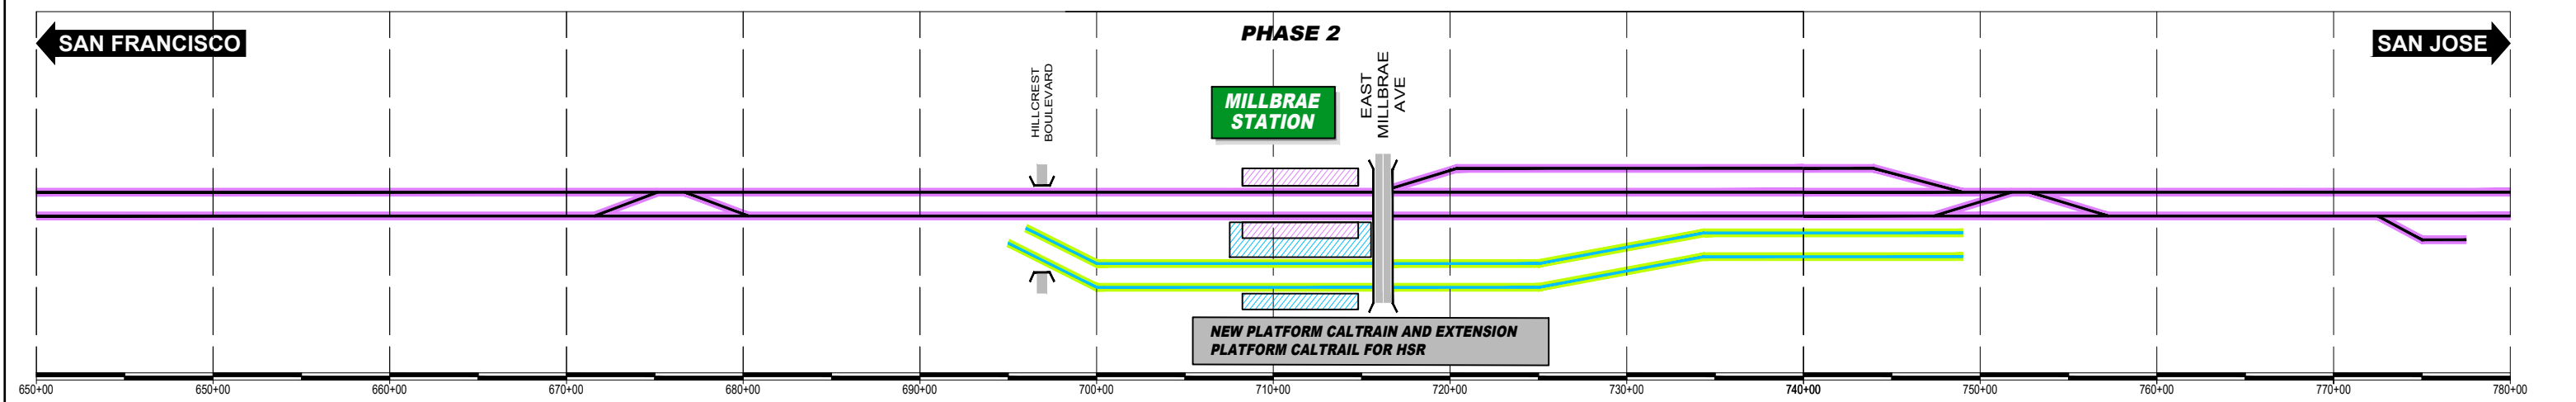 PHASE 2
SAN FRANCISCO
SAN JOSE
HILLCREST
BOULEVARD
EAST
MILLBRAE
AVE
MILLBRAE
STATION
NEW PLATFORM CALTRAIN AND EXTENSION
PLATFORM CALTRAIL FOR HSR
650+00 650+00 660+00 670+00 680+00 690+00 700+00 710+00 720+00 730+00 740+00 750+00 760+00 770+00 780+00